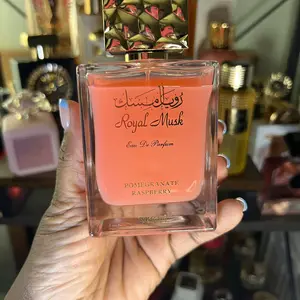 رويال مسك
Royal Musk
Eau De Parfum
POMEGRANATE
RASPBERRY